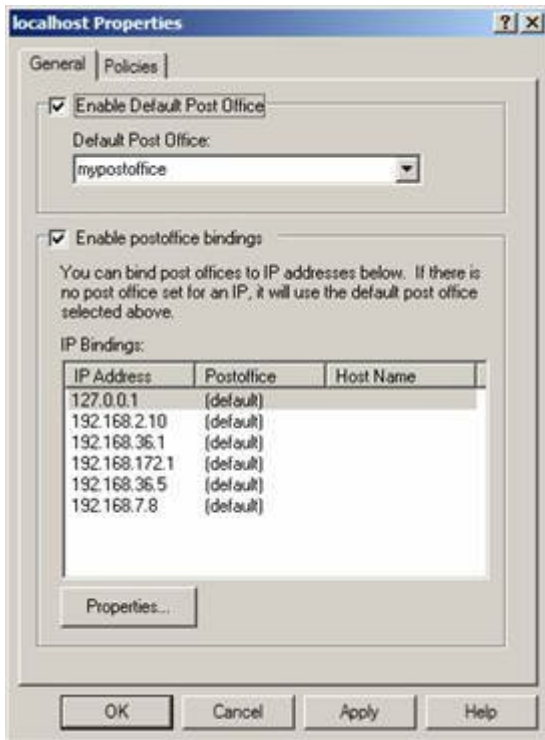 localhost Properties
General
Policies
Enable Default Post Office
Default Post Office:
mypostoffice
Enable postoffice bindings
You can bind post offices to IP addresses below. If there is
no post office set for an IP, it will use the default post office
selected above.
IP Bindings:
IP Address Postoffice Host Name
127.0.0.1 (default)
192.168.2.10 (default)
192.168.36.1 (default)
192.168.172.1 (default)
192.168.36.5 (default)
192.168.7.8 (default)
Properties...
OK Cancel Apply Help